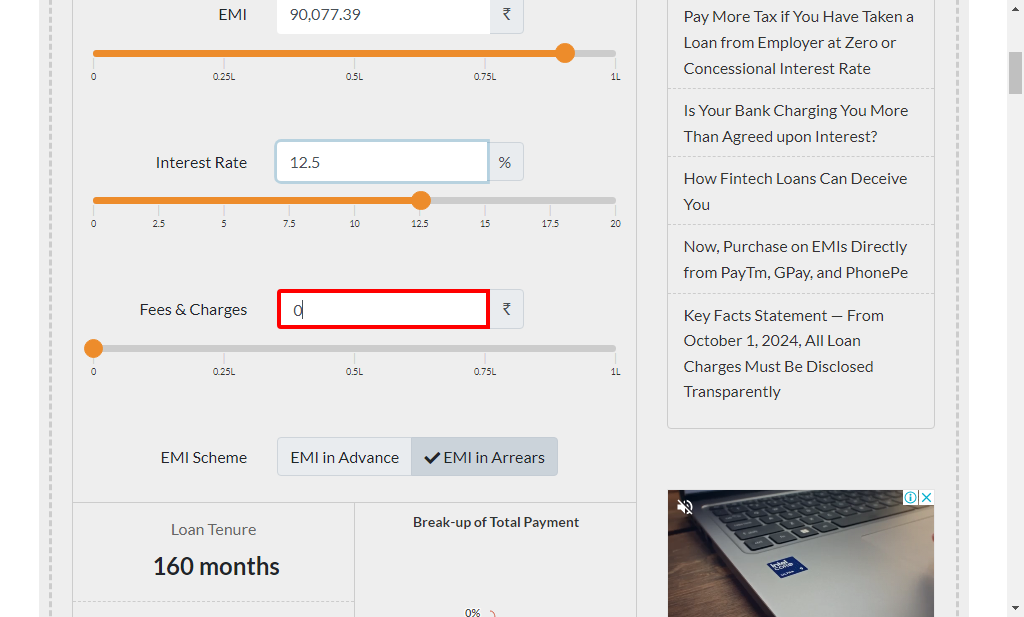 EMI
90,077.39
₹
0
0.25L
0.5L
0.75L
1L
Interest Rate
12.5
%
0
2.5
5
7.5
10
12.5
15
17.5
20
Fees & Charges
0
₹
0
0.25L
0.5L
0.75L
1L
EMI Scheme
EMI in Advance
EMI in Arrears
Loan Tenure
160 months
Break-up of Total Payment
0%
Pay More Tax if You Have Taken a
Loan from Employer at Zero or
Concessional Interest Rate
Is Your Bank Charging You More
Than Agreed upon Interest?
How Fintech Loans Can Deceive
You
Now, Purchase on EMIs Directly
from PayTm, GPay, and PhonePe
Key Facts Statement — From
October 1, 2024, All Loan
Charges Must Be Disclosed
Transparently
intel
core